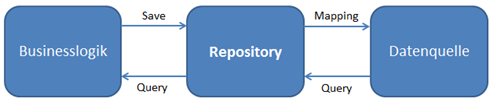 Save
Mapping
Businesslogik
Repository
Datenquelle
Query
Query